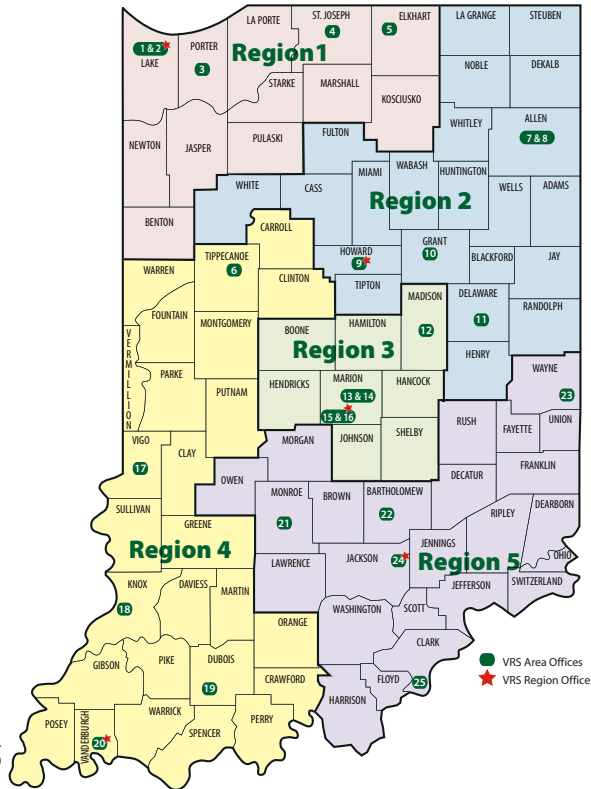 LA PORTE
ST. JOSEPH
ELKHART
LA GRANGE
STEUBEN
1 & 2
LAKE
PORTER
3
Region1
4
5
NOBLE
DEKALB
STARKE
MARSHALL
KOSCIUSKO
NEWTON
JASPER
PULASKI
FULTON
WHITLEY
ALLEN
7 & 8
BENTON
WHITE
CASS
MIAMI
WABASH
HUNTINGTON
WELLS
ADAMS
Region 2
CARROLL
HOWARD
9
GRANT
10
BLACKFORD
JAY
WARREN
TIPPECANOE
6
CLINTON
TIPTON
MADISON
12
DELAWARE
11
RANDOLPH
FOUNTAIN
MONTGOMERY
BOONE
HAMILTON
Region 3
HENRY
VERMILLION
PARKE
PUTNAM
HENDRICKS
MARION
13 & 14
15 & 16
HANCOCK
WAYNE
23
VIGO
17
CLAY
MORGAN
JOHNSON
SHELBY
RUSH
FAYETTE
UNION
OWEN
DECATUR
FRANKLIN
SULLIVAN
GREENE
MONROE
21
BROWN
BARTHOLOMEW
22
RIPLEY
DEARBORN
Region 4
LAWRENCE
JACKSON
24
JENNINGS
Region 5
OHIO
KNOX
18
DAVIESS
MARTIN
WASHINGTON
SCOTT
JEFFERSON
SWITZERLAND
ORANGE
CLARK
GIBSON
PIKE
DUBOIS
19
CRAWFORD
HARRISON
FLOYD
25
VRS Area Offices
VRS Region Office
POSEY
VANDERBURGH
20
WARRICK
SPENCER
PERRY